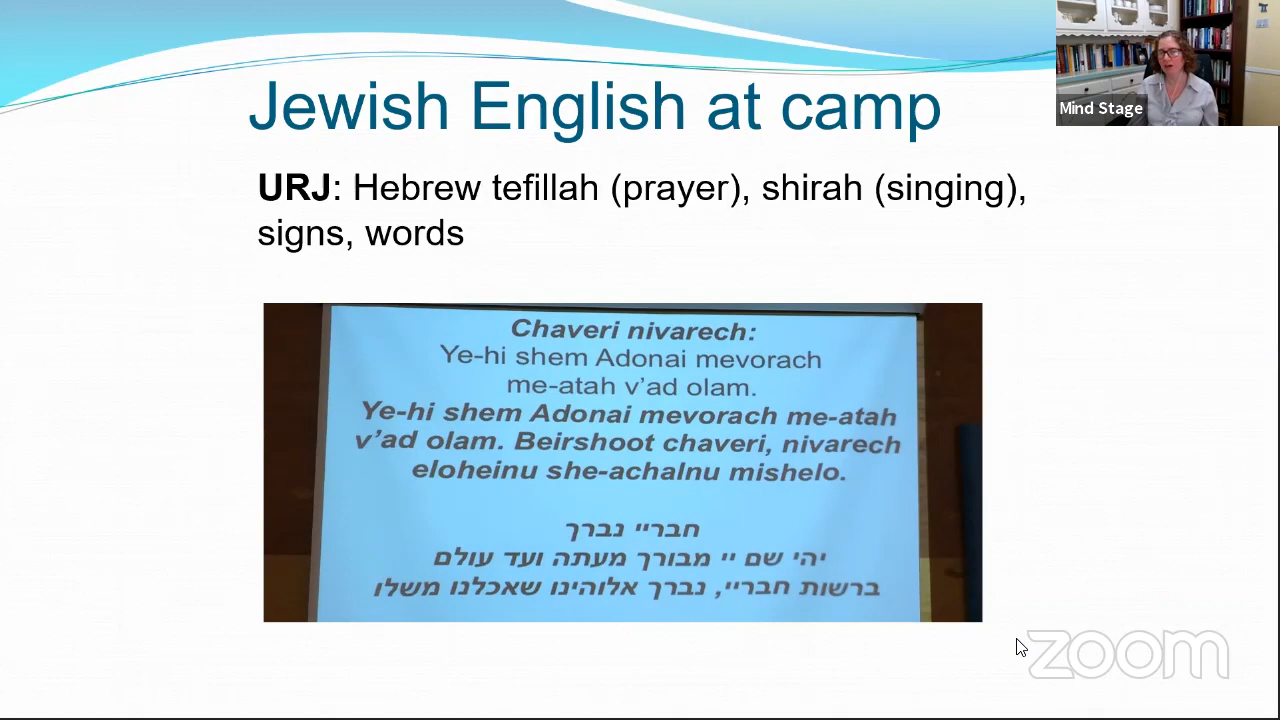 Jewish English at camp
Mind Stage
URJ: Hebrew tefillah (prayer), shirah (singing),
signs, words
Chaveri nivarech:
Ye-hi shem Adonai mevorach
me-atah v’ad olam.
Ye-hi shem Adonai mevorach me-atah
v’ad olam. Beirshoot chaveri, nivarech
eloheinu she-achalnu mishelo.
חבריי נברך
יהי שם יי מבורך מעתה ועד עולם
ברשות חבריי, נברך אלוהינו שאכלנו משלו
zoom